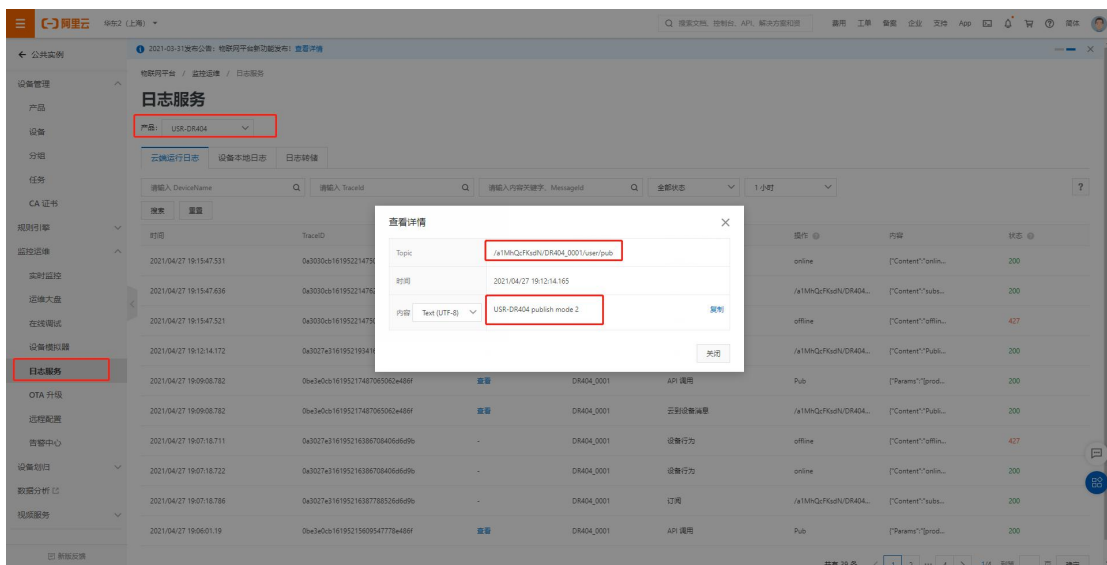 阿里云 华东2（上海） 搜索文档、控制台、API、解决方案和资源 费用 工单 备案 企业 支持 App 简体
公共实例
2021-03-31发布公告：物联网平台新功能发布！查看详情
物联网平台 / 监控运维 / 日志服务
日志服务
产品： USR-DR404
云端运行日志 设备本地日志 日志转储
请输入 DeviceName 请输入 TraceId 请输入内容关键字、MessageId 全部状态 1 小时
搜索 重置
设备管理
产品
设备
分组
任务
CA 证书
规则引擎
监控运维
实时监控
运维大盘
在线调试
设备模拟器
日志服务
OTA 升级
远程配置
告警中心
设备划归
数据分析
视频服务
新版反馈
查看详情
Topic /a1MhQcFKsdN/DR404_0001/user/pub
时间 2021/04/27 19:12:14.165
内容 Text (UTF-8) USR-DR404 publish mode 2 复制
关闭
时间 TraceID 操作 内容 状态
2021/04/27 19:15:47.531 online {"Content":"onlin... 200
2021/04/27 19:15:47.636 /a1MhQcFKsdN/DR404... {"Content":"subs... 200
2021/04/27 19:15:47.521 offline {"Content":"offlin... 427
2021/04/27 19:12:14.172 /a1MhQcFKsdN/DR404... {"Content":"Publi... 200
2021/04/27 19:09:08.782 0be3e0cb16195217487065062e486f 查看 DR404_0001 API 调用 Pub {"Params":"[prod... 200
2021/04/27 19:09:08.782 0be3e0cb16195217487065062e486f 查看 DR404_0001 云到设备消息 /a1MhQcFKsdN/DR404... {"Content":"Publi... 200
2021/04/27 19:07:18.711 0a3027e316195216386708406d6d9b - DR404_0001 设备行为 offline {"Content":"offlin... 427
2021/04/27 19:07:18.722 0a3027e316195216386708406d6d9b - DR404_0001 设备行为 online {"Content":"onlin... 200
2021/04/27 19:07:18.786 0a3027e316195216387788526d6d9b - DR404_0001 订阅 /a1MhQcFKsdN/DR404... {"Content":"subs... 200
2021/04/27 19:06:01.19 0be3e0cb16195215609547778e486f 查看 DR404_0001 API 调用 Pub {"Params":"[prod... 200